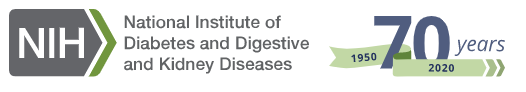 NIH
National Institute of
Diabetes and Digestive
and Kidney Diseases
70 years
1950
2020